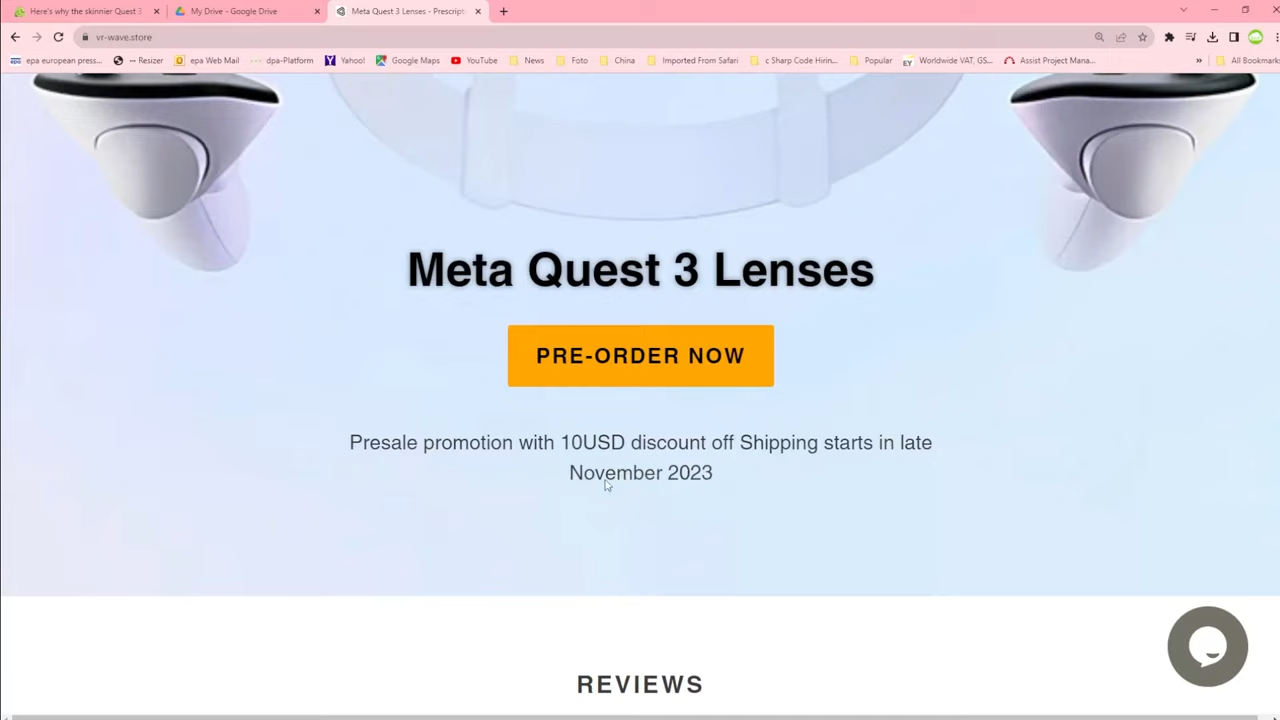 Here's why the skinnier Quest 3
My Drive - Google Drive
Meta Quest 3 Lenses - Prescript
vr-wave.store
epa european press...
-- Resizer
epa Web Mail
dpa-Platform
Yahoo!
Google Maps
YouTube
News
Foto
China
Imported From Safari
c Sharp Code Hirin...
Popular
EY
Worldwide VAT, GS...
Assist Project Mana...
»
All Bookmarks
Meta Quest 3 Lenses
PRE-ORDER NOW
Presale promotion with 10USD discount off Shipping starts in late
November 2023
REVIEWS